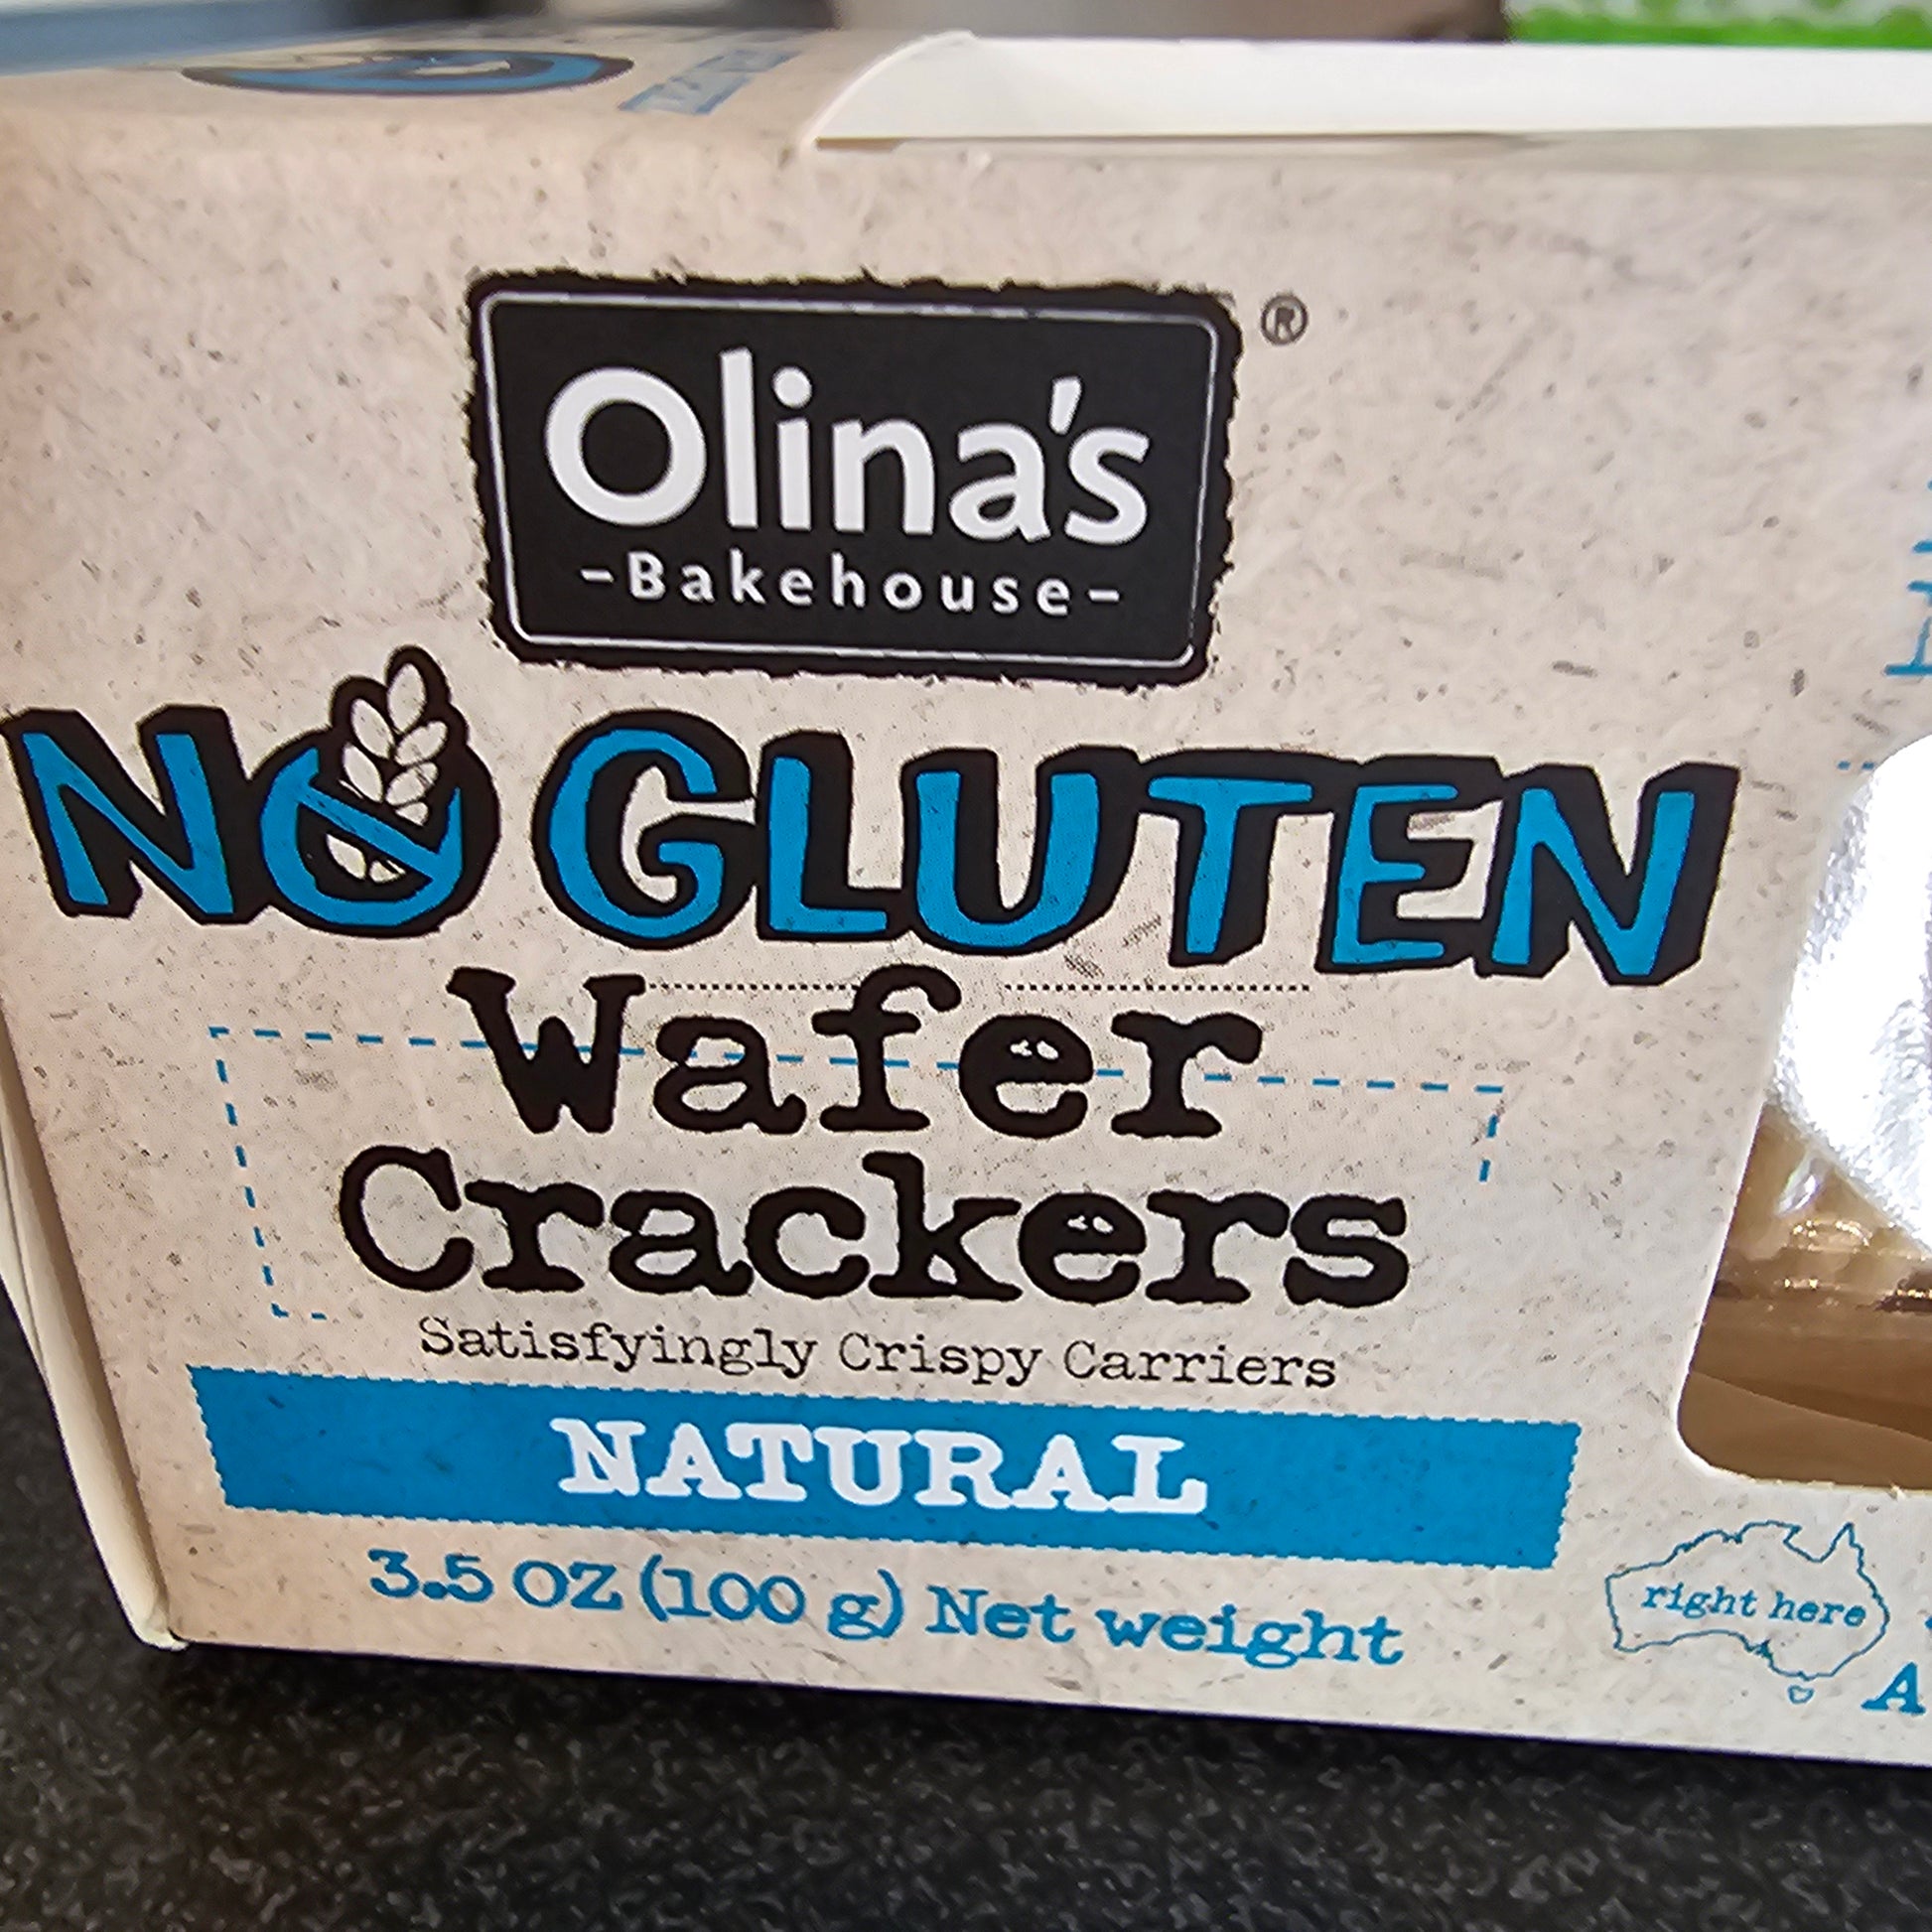 Olina's
®
-Bakehouse-
NO GLUTEN
Wafer
Crackers
Satisfyingly Crispy Carriers
NATURAL
3.5 OZ (100 g) Net weight
right here